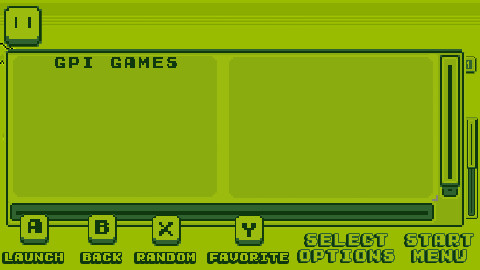 GPI GAMES
A B X Y
SELECT START
LAUNCH BACK RANDOM FAVORITE OPTIONS MENU